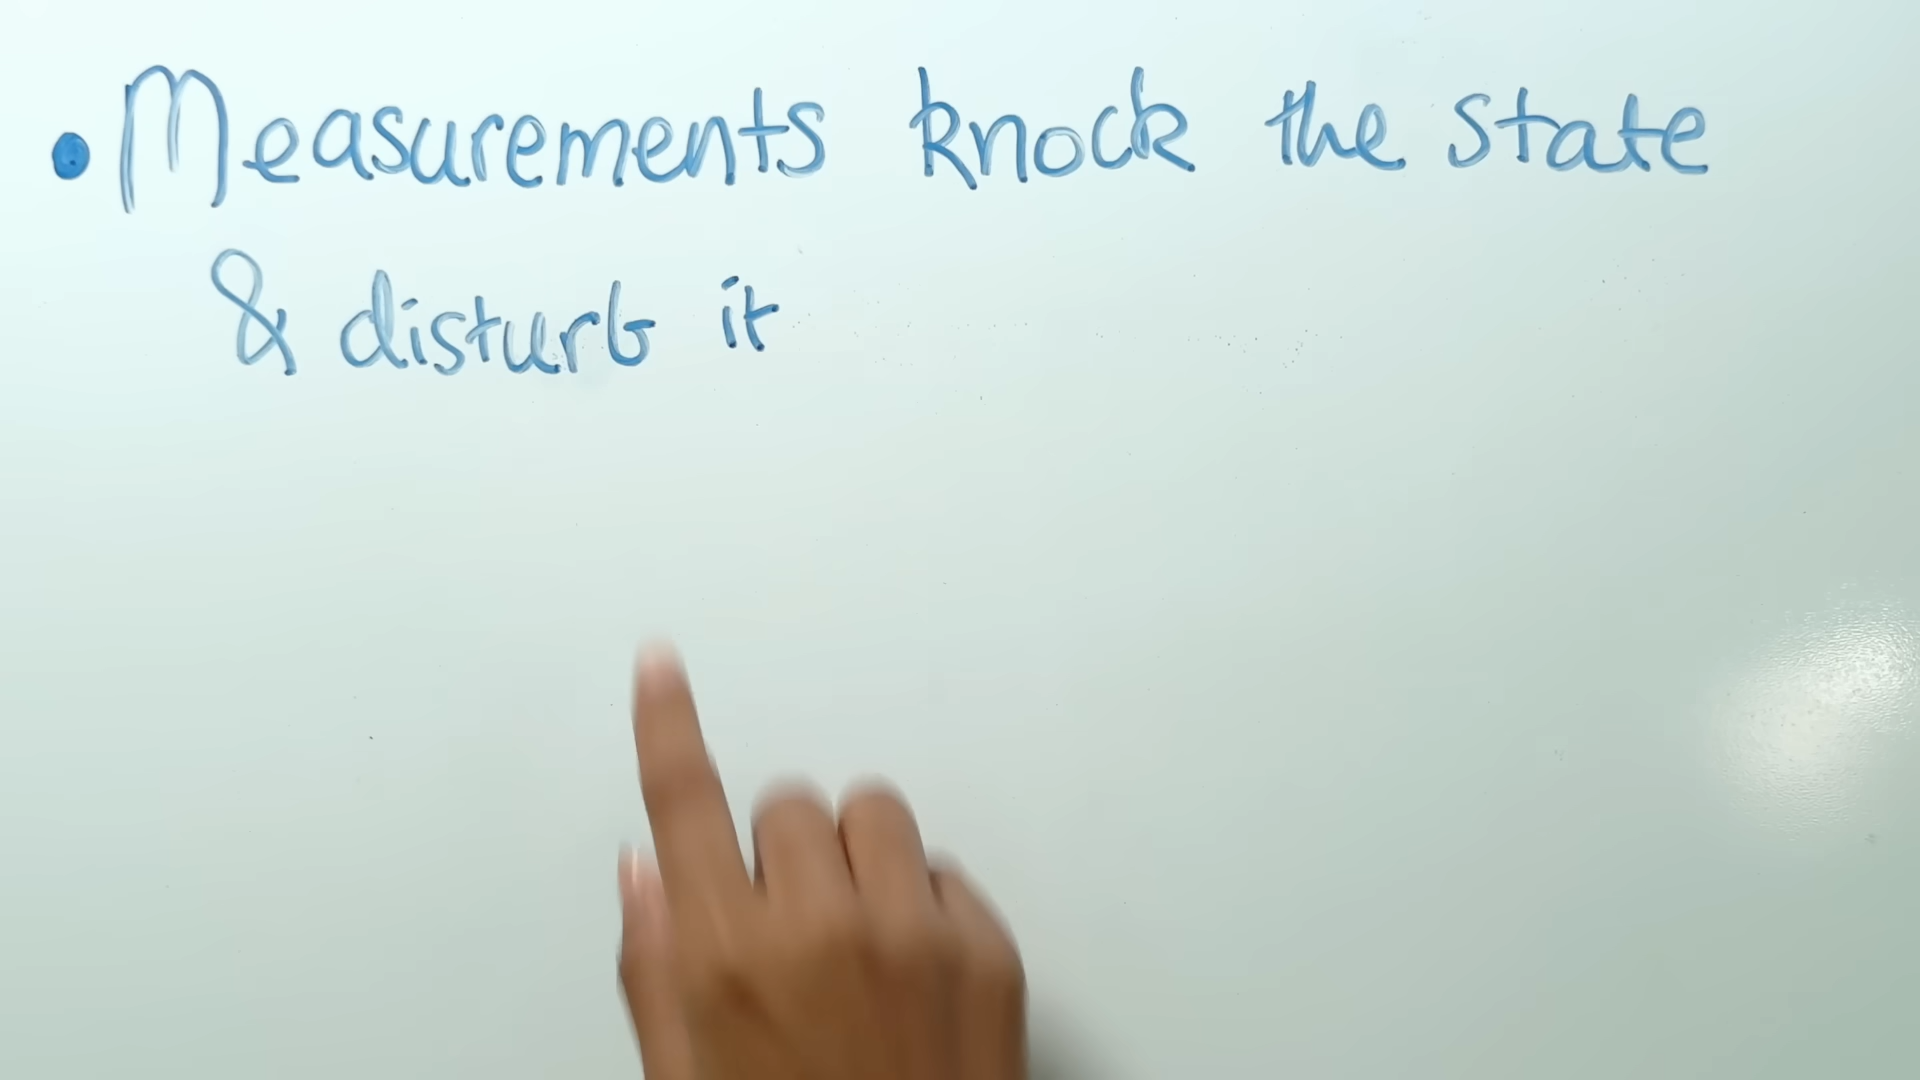 • Measurements knock the state
& disturb it